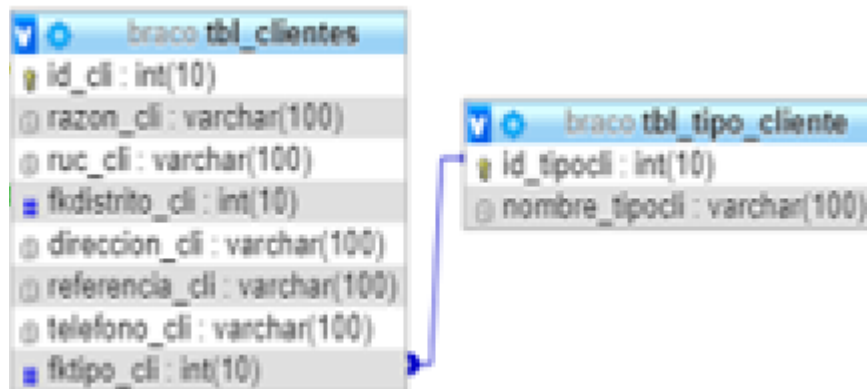 braco tbl_clientes
id_cli : int(10)
razon_cli : varchar(100)
ruc_cli : varchar(100)
fkdistrito_cli : int(10)
direccion_cli : varchar(100)
referencia_cli : varchar(100)
telefono_cli : varchar(100)
fktipo_cli : int(10)
braco tbl_tipo_cliente
id_tipocli : int(10)
nombre_tipocli : varchar(100)